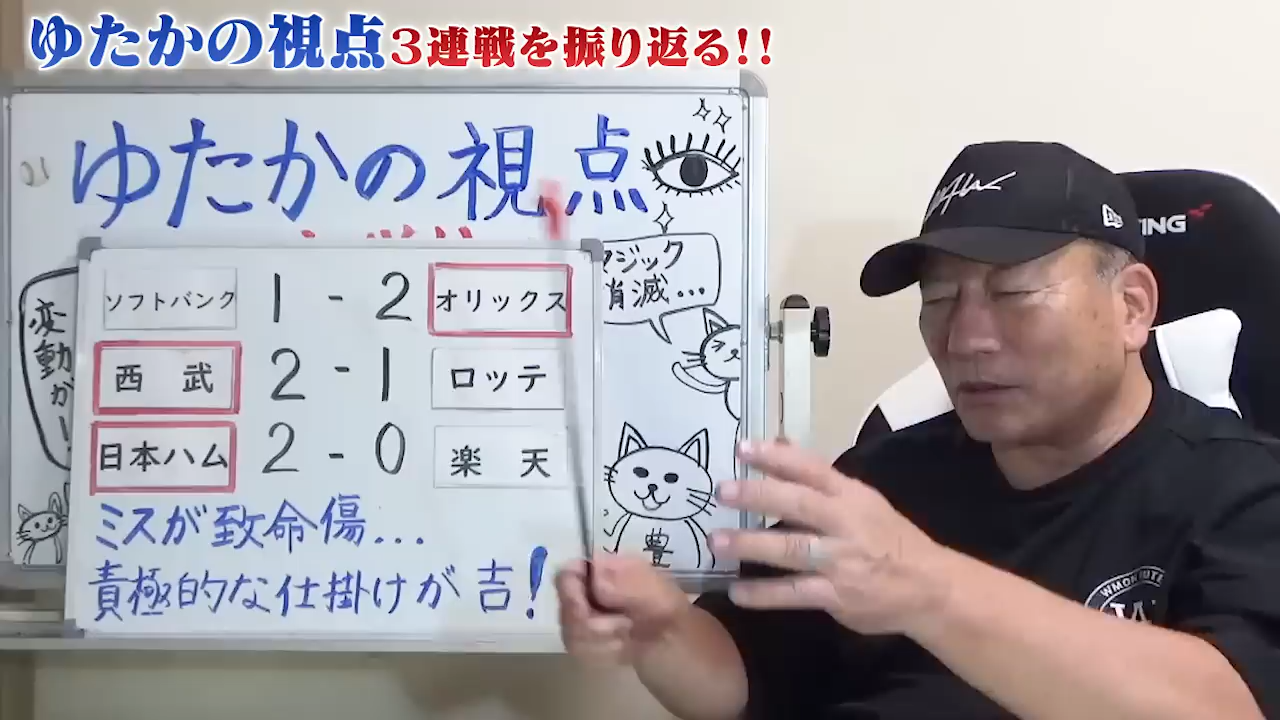 ゆたかの視点3連戦を振り返る!!
ゆたかの視点
マジック
消滅...
変動が!
ソフトバンク 1 - 2 オリックス
西武 2 - 1 ロッテ
日本ハム 2 - 0 楽天
ミスが致命傷...
責極的な仕掛けが吉!
豊
TING